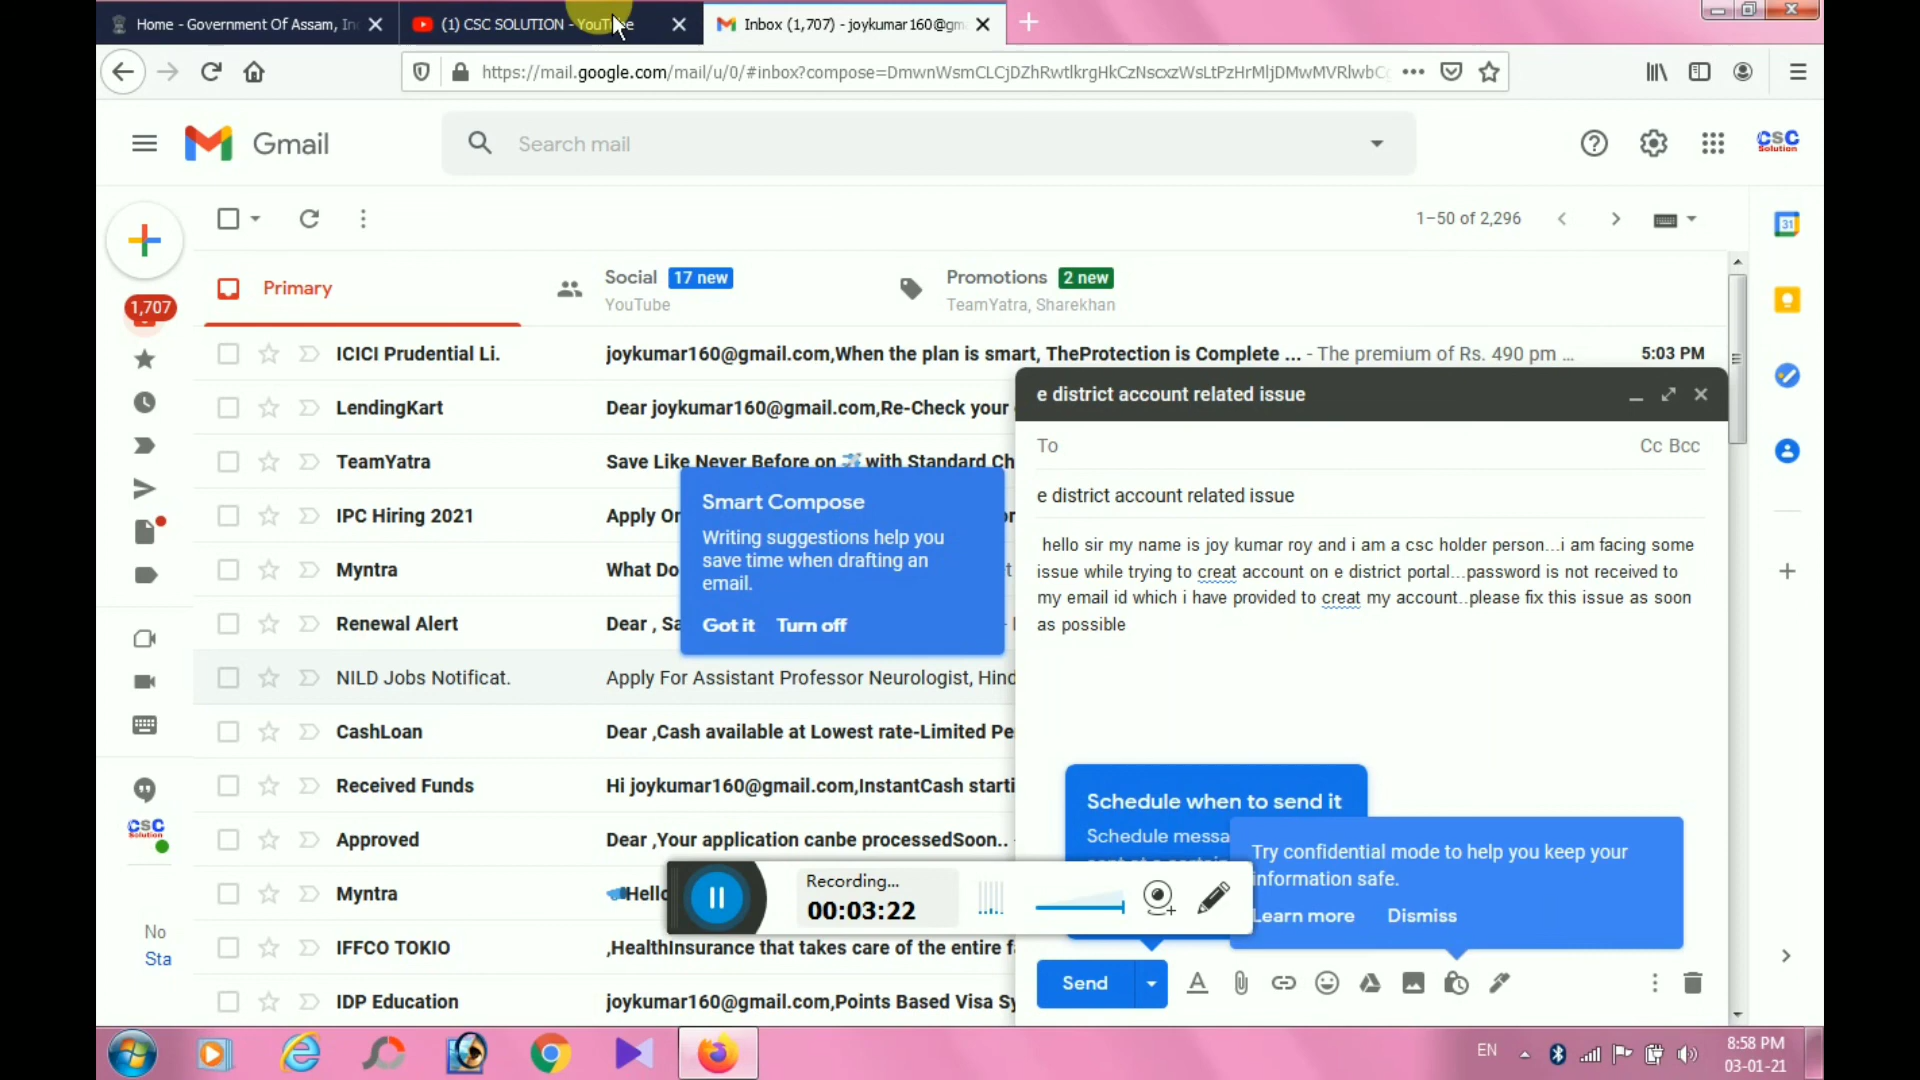 Home - Government Of Assam, In
(1) CSC SOLUTION - YouTube
Inbox (1,707) - joykumar160@gm
https://mail.google.com/mail/u/0/#inbox?compose=
Gmail
Search mail
CSC
Solution
1-50 of 2,296
Primary
Social 17 new
YouTube
Promotions 2 new
TeamYatra, Sharekhan
31
1,707
ICICI Prudential Li. joykumar160@gmail.com,When the plan is smart, TheProtection is Complete ... - The premium of Rs. 490 pm ... 5:03 PM
LendingKart Dear joykumar160@gmail.com,Re-Check your
TeamYatra Save Like Never Before on with Standard Ch
IPC Hiring 2021 Apply On
Myntra What Do
Renewal Alert Dear , Sa
NILD Jobs Notificat. Apply For Assistant Professor Neurologist, Hind
CashLoan Dear ,Cash available at Lowest rate-Limited Pe
Received Funds Hi joykumar160@gmail.com,InstantCash starti
Approved Dear ,Your application canbe processedSoon..
Myntra Hello
IFFCO TOKIO ,HealthInsurance that takes care of the entire f
IDP Education joykumar160@gmail.com,Points Based Visa Sy
CSC
Solution
No
Sta
Smart Compose
Writing suggestions help you
save time when drafting an
email.
Got it Turn off
e district account related issue
To Cc Bcc
e district account related issue
hello sir my name is joy kumar roy and i am a csc holder person...i am facing some
issue while trying to creat account on e district portal...password is not received to
my email id which i have provided to creat my account..please fix this issue as soon
as possible
Schedule when to send it
Schedule messa
Try confidential mode to help you keep your
information safe.
Learn more Dismiss
Recording...
00:03:22
Send
EN
8:58 PM
03-01-21